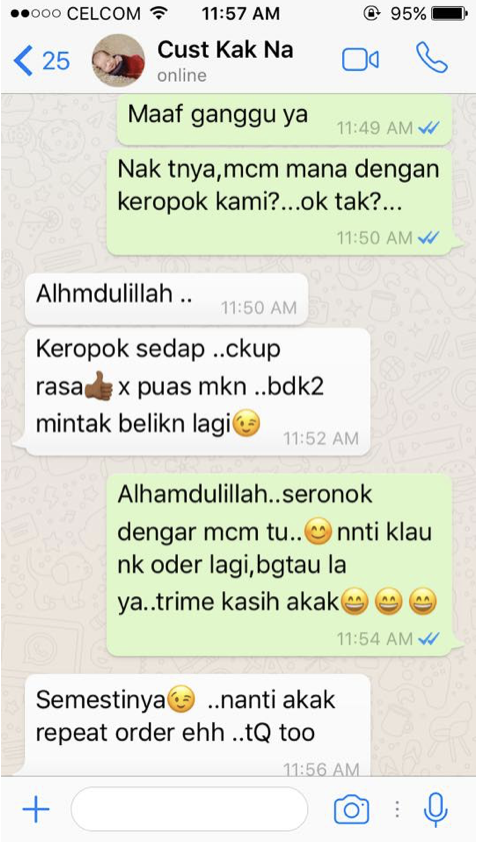 CELCOM 11:57 AM 95%
25 Cust Kak Na
online
Maaf ganggu ya 11:49 AM
Nak tnya,mcm mana dengan
keropok kami?...ok tak?...
11:50 AM
Alhmdulillah .. 11:50 AM
Keropok sedap ..ckup
rasa👍🏾x puas mkn ..bdk2
mintak belikn lagi😉 11:52 AM
Alhamdulillah..seronok
dengar mcm tu..😊 nnti klau
nk oder lagi,bgtau la
ya..trime kasih akak😄😄😄
11:54 AM
Semestinya😉 ..nanti akak
repeat order ehh ..tQ too
11:56 AM